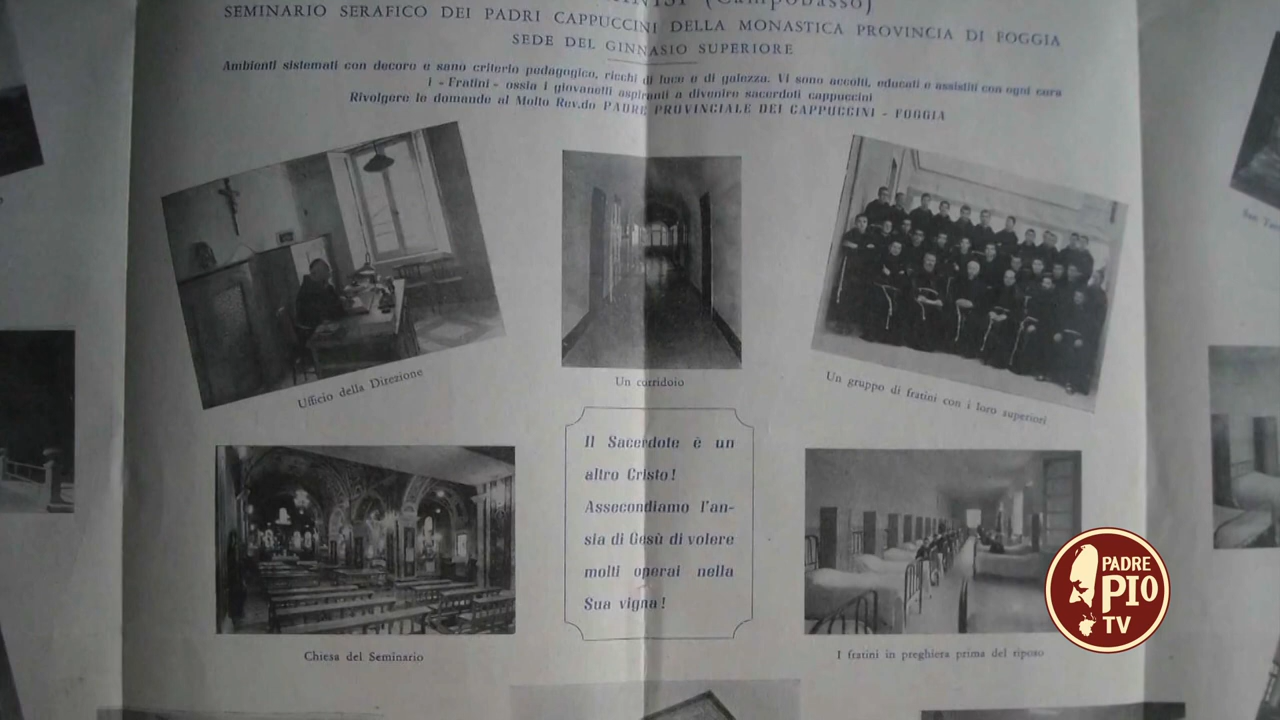 (Campobasso)
SEMINARIO SERAFICO DEI PADRI CAPPUCCINI DELLA MONASTICA PROVINCIA DI FOGGIA
SEDE DEL GINNASIO SUPERIORE
Ambienti sistemati con decoro e sano criterio pedagogico, ricchi di luce e di gaiezza. Vi sono accolti, educati e assistiti con ogni cura
i - Fratini - ossia i giovanetti aspiranti a divenire sacerdoti cappuccini
Rivolgere le domande al Molto Rev.do PADRE PROVINCIALE DEI CAPPUCCINI - FOGGIA
Ufficio della Direzione
Un corridoio
Un gruppo di fratini con i loro superiori
San
Il Sacerdote è un
altro Cristo!
Assecondiamo l'an-
sia di Gesù di volere
molti operai nella
Sua vigna!
Chiesa del Seminario
I fratini in preghiera prima del riposo
PADRE
PIO
TV